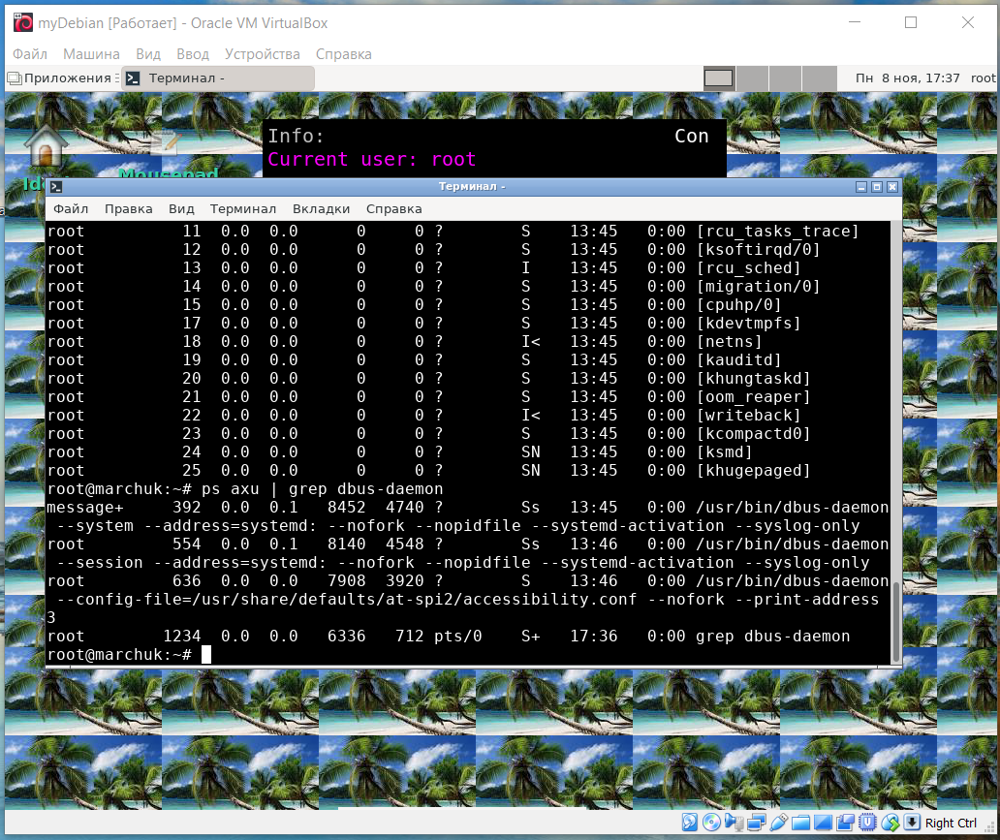 myDebian [Работает] - Oracle VM VirtualBox
Файл Машина Вид Ввод Устройства Справка
Приложения Терминал - Пн 8 ноя, 17:37 root
Info: Con
Current user: root
Mousepad
Терминал -
Файл Правка Вид Терминал Вкладки Справка
root 11 0.0 0.0 0 0 ? S 13:45 0:00 [rcu_tasks_trace]
root 12 0.0 0.0 0 0 ? S 13:45 0:00 [ksoftirqd/0]
root 13 0.0 0.0 0 0 ? I 13:45 0:00 [rcu_sched]
root 14 0.0 0.0 0 0 ? S 13:45 0:00 [migration/0]
root 15 0.0 0.0 0 0 ? S 13:45 0:00 [cpuhp/0]
root 17 0.0 0.0 0 0 ? S 13:45 0:00 [kdevtmpfs]
root 18 0.0 0.0 0 0 ? I< 13:45 0:00 [netns]
root 19 0.0 0.0 0 0 ? S 13:45 0:00 [kauditd]
root 20 0.0 0.0 0 0 ? S 13:45 0:00 [khungtaskd]
root 21 0.0 0.0 0 0 ? S 13:45 0:00 [oom_reaper]
root 22 0.0 0.0 0 0 ? I< 13:45 0:00 [writeback]
root 23 0.0 0.0 0 0 ? S 13:45 0:00 [kcompactd0]
root 24 0.0 0.0 0 0 ? SN 13:45 0:00 [ksmd]
root 25 0.0 0.0 0 0 ? SN 13:45 0:00 [khugepaged]
root@marchuk:~# ps axu | grep dbus-daemon
message+ 392 0.0 0.1 8452 4740 ? Ss 13:45 0:00 /usr/bin/dbus-daemon
--system --address=systemd: --nofork --nopidfile --systemd-activation --syslog-only
root 554 0.0 0.1 8140 4548 ? Ss 13:46 0:00 /usr/bin/dbus-daemon
--session --address=systemd: --nofork --nopidfile --systemd-activation --syslog-only
root 636 0.0 0.0 7908 3920 ? S 13:46 0:00 /usr/bin/dbus-daemon
--config-file=/usr/share/defaults/at-spi2/accessibility.conf --nofork --print-address
3
root 1234 0.0 0.0 6336 712 pts/0 S+ 17:36 0:00 grep dbus-daemon
root@marchuk:~#
Right Ctrl